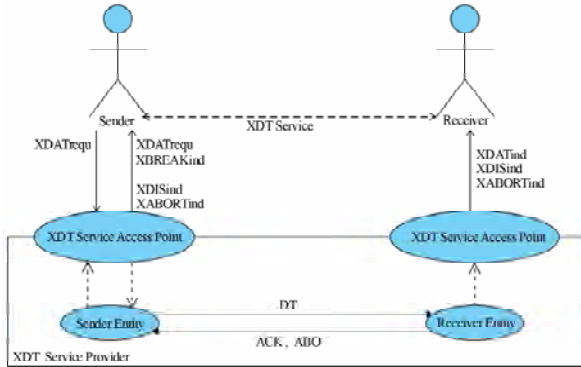 Sender
XDT Service
Receiver
XDATrequ
XDATrequ
XBREAKind
XDISind
XABORTind
XDATind
XDISind
XABORTind
XDT Service Access Point
XDT Service Access Point
DT
Sender Entity
Receiver Entity
ACK , ABO
XDT Service Provider